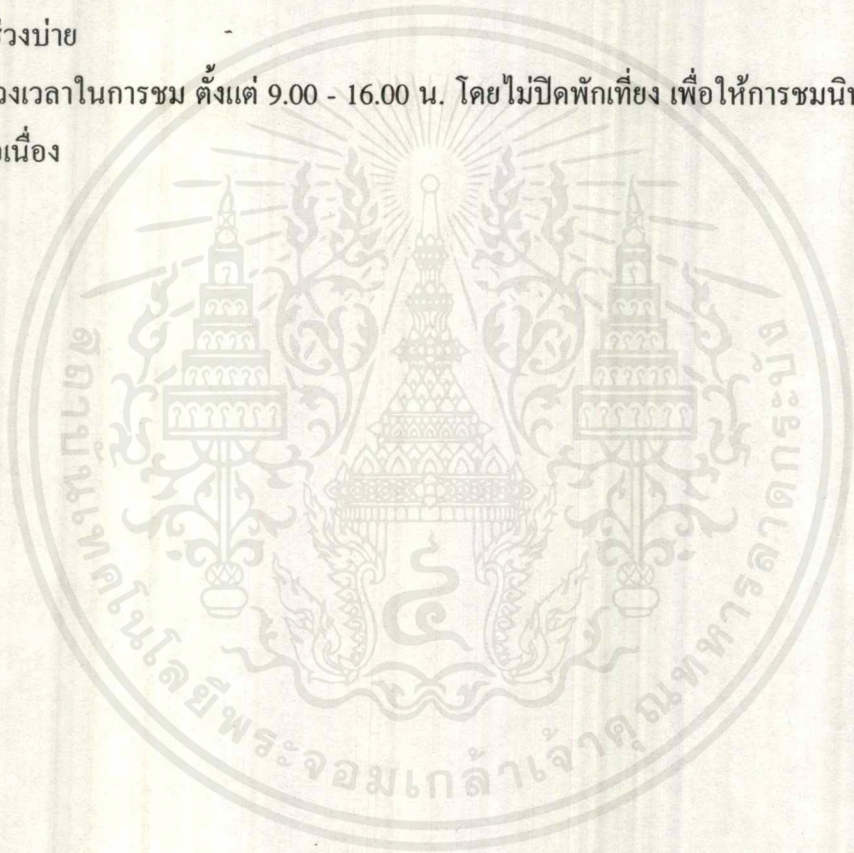 ช่วงบ่าย
ช่วงเวลาในการชม ตั้งแต่ 9.00 - 16.00 น. โดยไม่ปิดพักเที่ยง เพื่อให้การชม
เนื่อง
๔
สถาบันเทคโนโลยีพระจอมเกล้าเจ้าคุณทหารลาดกระบัง